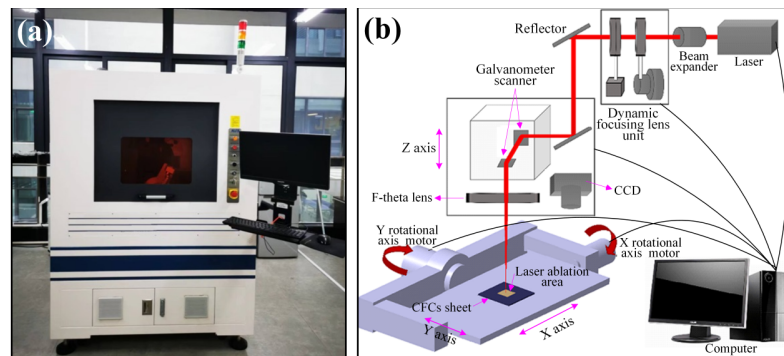 (a)
(b)
Reflector
Beam
expander
Laser
Galvanometer
scanner
Dynamic
focusing lens
unit
Z axis
F-theta lens
CCD
Y rotational
axis motor
X rotational
axis motor
Laser ablation
area
CFCs sheet
Y axis
X axis
Computer